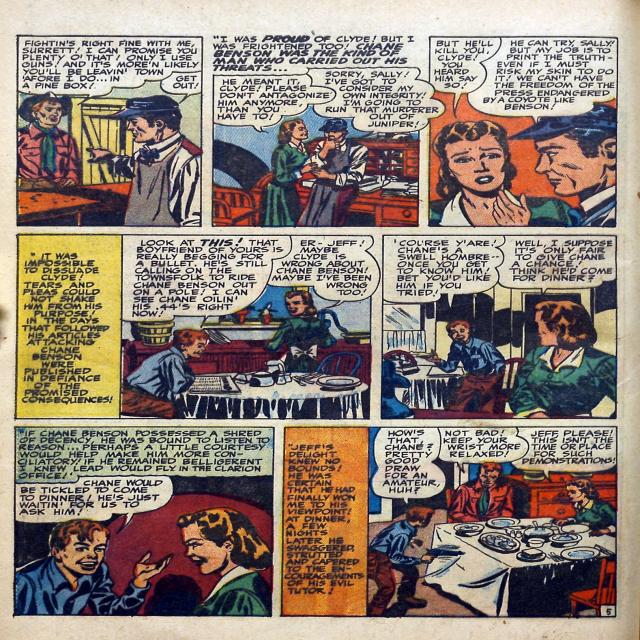 FIGHTIN'S RIGHT FINE WITH ME,
SURRETT! I CAN PROMISE YOU
PLENTY O' THAT! ONLY I USE
GUNS! AND IT'S MORE'N LIKELY
YOU'LL BE LEAVIN' TOWN
AFORE I DO...IN
A PINE BOX!
GET
OUT!
"I WAS PROUD OF CLYDE! BUT I
WAS FRIGHTENED TOO! CHANE
BENSON WAS THE KIND OF
MAN WHO CARRIED OUT HIS
THREATS...
HE MEANT IT,
CLYDE! PLEASE
DON'T ANTAGONIZE
HIM ANYMORE
THAN YOU
HAVE TO!
SORRY, SALLY!
I'VE GOT TO
CONSIDER MY
OWN INTEGRITY!
I'M GOING TO
RUN THAT MURDERER
OUT OF
JUNIPER!
BUT HE'LL
KILL YOU,
CLYDE!
YOU
HEARD
HIM SAY
SO!
HE CAN TRY, SALLY!
BUT MY JOB IS TO
PRINT THE TRUTH--
EVEN IF I MUST
RISK MY SKIN TO DO
IT! WE CAN'T HAVE
THE FREEDOM OF THE
PRESS ENDANGERED
BY A COYOTE LIKE
BENSON!
"IT WAS
IMPOSSIBLE
TO DISSUADE
CLYDE!
TEARS AND
PLEAS COULD
NOT SHAKE
HIM FROM HIS
PURPOSE!
IN THE DAYS
THAT FOLLOWED
HIS ARTICLES
ATTACKING
CHANE
BENSON
WERE
PUBLISHED
IN DEFIANCE
OF THE
PROMISED
CONSEQUENCES!
LOOK AT THIS! THAT
BOYFRIEND OF YOURS IS
REALLY BEGGING FOR
A BULLET. HE'S STILL
CALLING ON THE
TOWNSFOLK TO RIDE
CHANE BENSON OUT
ON A POLE! I CAN
SEE CHANE OILIN'
HIS .44'S RIGHT
NOW!
ER- JEFF!
MAYBE
CLYDE IS
WRONG ABOUT
CHANE BENSON!
MAYBE I'VE BEEN
WRONG
TOO!
'COURSE Y'ARE!
CHANE'S A
SWELL HOMBRE--
ONCE YOU GET
TO KNOW HIM!
BET YOU'D LIKE
HIM IF YOU
TRIED!
WELL, I SUPPOSE
IT'S ONLY FAIR
TO GIVE CHANE
A CHANCE!
THINK HE'D COME
FOR DINNER?
"IF CHANE BENSON POSSESSED A SHRED
OF DECENCY, HE WAS BOUND TO LISTEN TO
REASON... PERHAPS A LITTLE COURTESY
WOULD HELP MAKE HIM MORE CON-
CILIATORY! IF HE REMAINED BELLIGERENT
I KNEW LEAD WOULD FLY IN THE CLARION
OFFICE!
CHANE WOULD
BE TICKLED TO COME
TO DINNER! HE'S JUST
WAITIN' FOR US TO
ASK HIM!
"JEFF'S
DELIGHT
KNEW NO
BOUNDS!
HE WAS
CERTAIN
THAT HE HAD
FINALLY WON
ME TO HIS
VIEWPOINT!
AT DINNER,
A FEW
NIGHTS
LATER HE
SWAGGERED,
STRUTTED
AND CAPERED
TO THE EN-
COURAGEMENTS
OF HIS EVIL
TUTOR!
HOW'S
THAT
CHANE?
PRETTY
GOOD
DRAW
FOR AN
AMATEUR,
HUH?
NOT BAD!
KEEP YOUR
WRIST MORE
RELAXED!
JEFF, PLEASE!
THIS ISN'T THE
TIME OR PLACE
FOR SUCH
DEMONSTRATIONS!
5